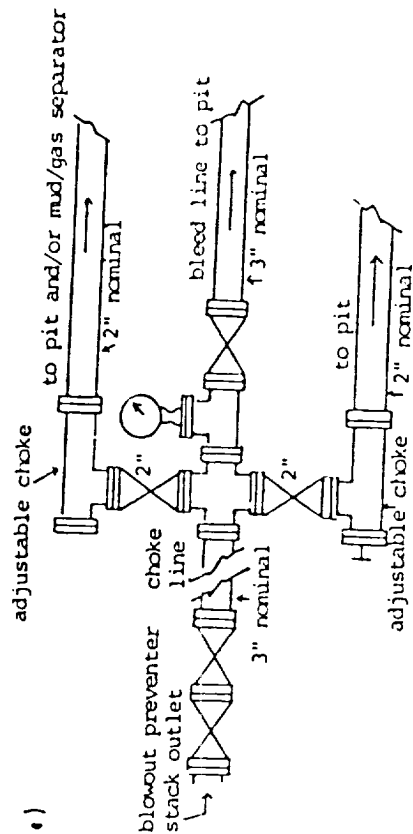 •)
adjustable choke
to pit and/or mud/gas separator
2" nominal
2"
bleed line to pit
3" nominal
choke
line
blowout preventer
stack outlet
3" nominal
2"
to pit
2" nominal
adjustable choke